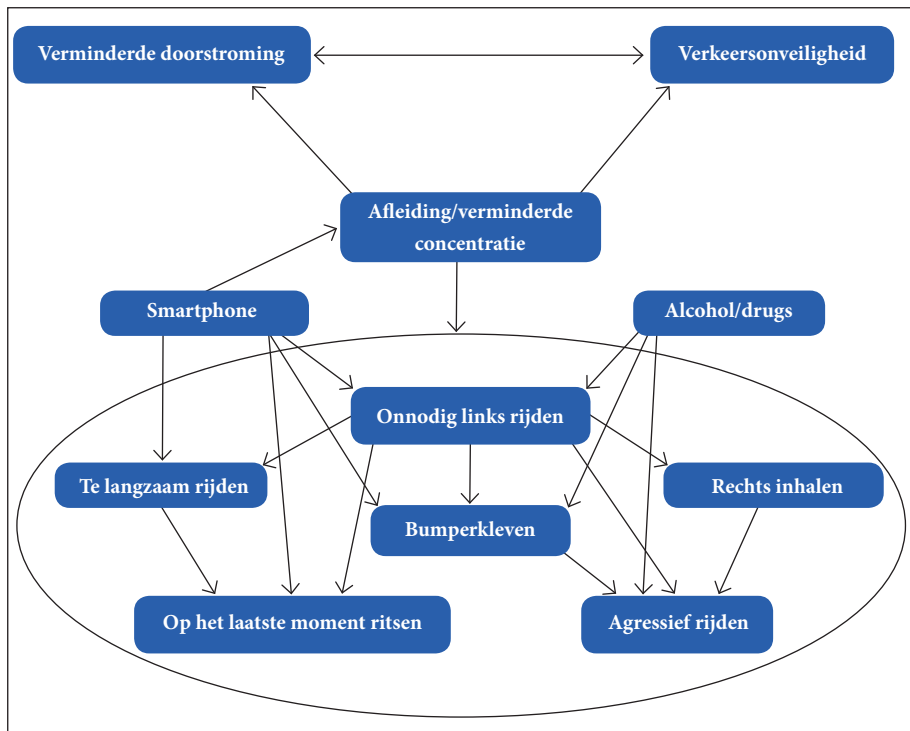 Verminderde doorstroming
Verkeersonveiligheid
Afleiding/verminderde
concentratie
Smartphone
Alcohol/drugs
Onnodig links rijden
Te langzaam rijden
Rechts inhalen
Bumperkleven
Op het laatste moment ritsen
Agressief rijden